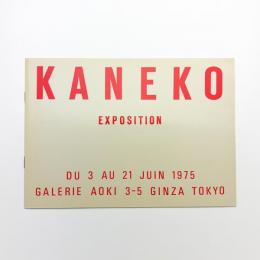 KANEKO
EXPOSITION
DU 3 AU 21 JUIN 1975
GALERIE AOKI 3-5 GINZA TOKYO